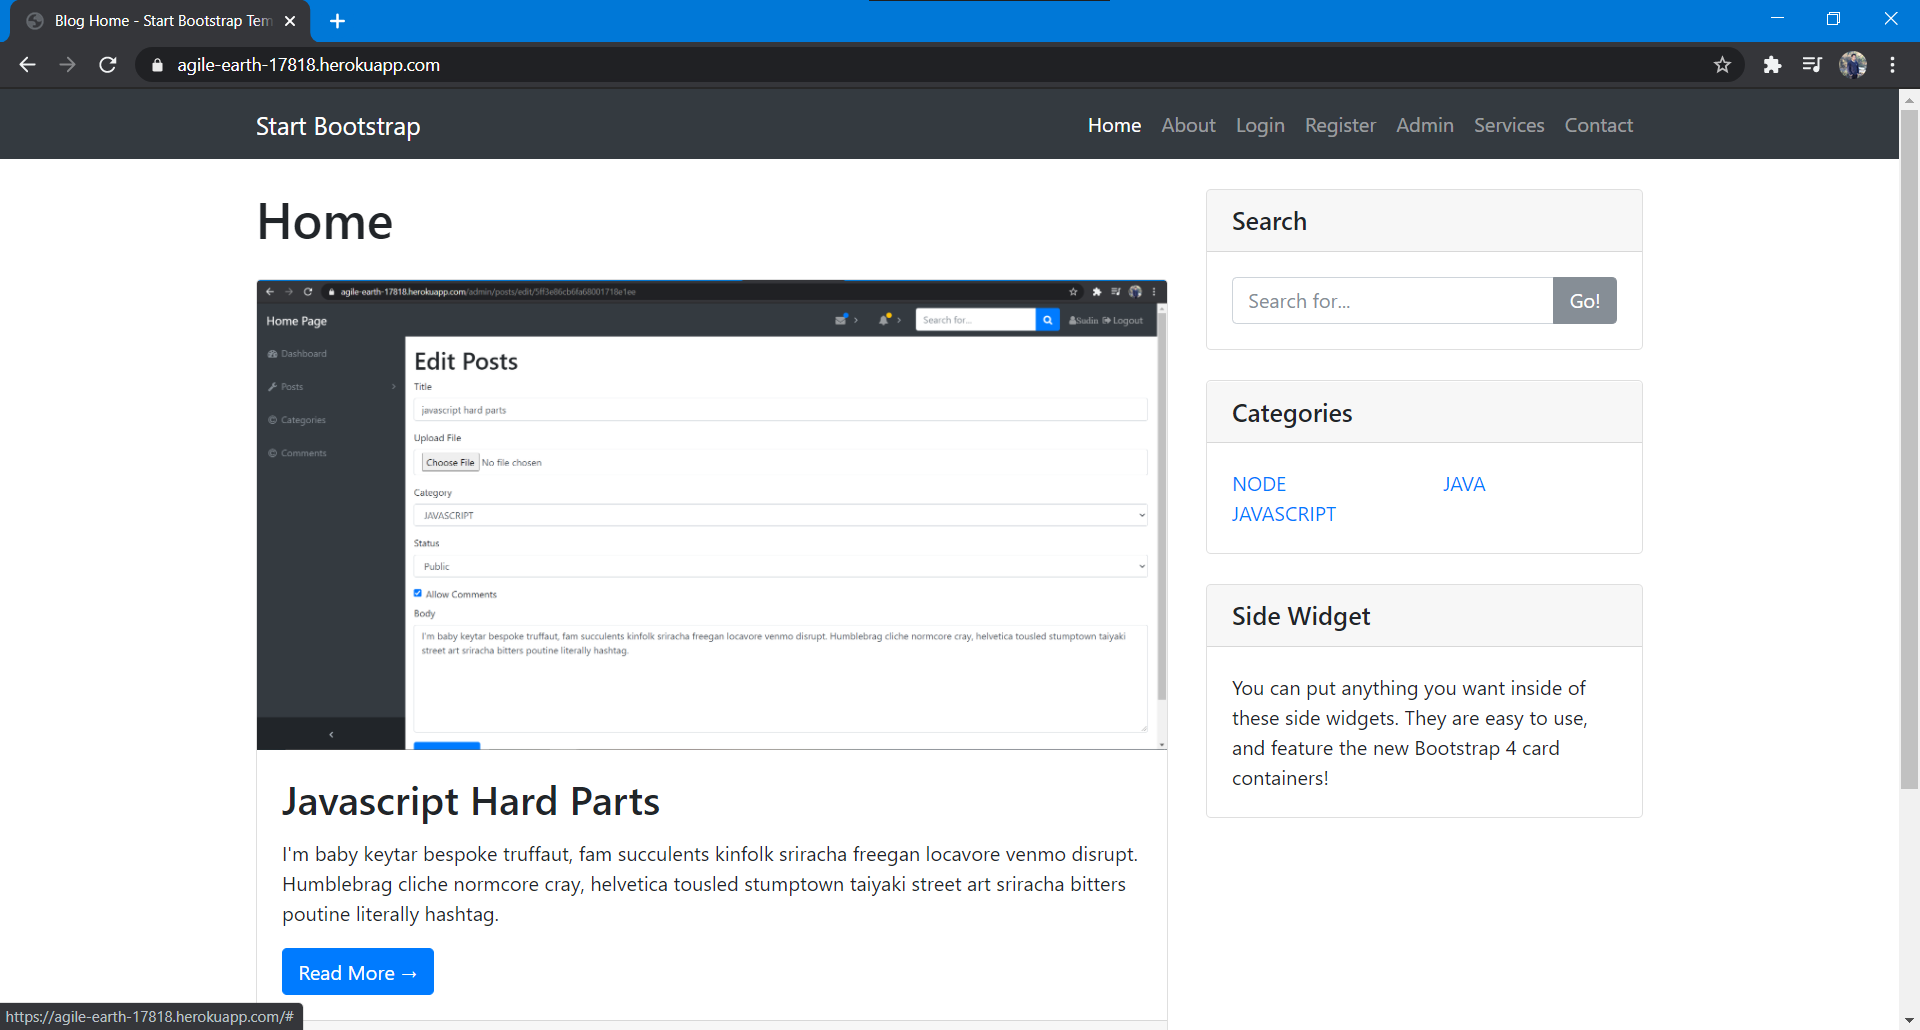 Blog Home - Start Bootstrap Tem
agile-earth-17818.herokuapp.com
Start Bootstrap
Home About Login Register Admin Services Contact
Home
agile-earth-17818.herokuapp.com/admin/posts/edit/5ff3e86cb6fa68001718e1ee
Home Page
Search for...
Sudin Logout
Dashboard
Posts
Categories
Comments
Edit Posts
Title
javascript hard parts
Upload File
Choose File No file chosen
Category
JAVASCRIPT
Status
Public
Allow Comments
Body
I'm baby keytar bespoke truffaut, fam succulents kinfolk sriracha freegan locavore venmo disrupt. Humblebrag cliche normcore cray, helvetica tousled stumptown taiyaki
street art sriracha bitters poutine literally hashtag.
Javascript Hard Parts
I'm baby keytar bespoke truffaut, fam succulents kinfolk sriracha freegan locavore venmo disrupt.
Humblebrag cliche normcore cray, helvetica tousled stumptown taiyaki street art sriracha bitters
poutine literally hashtag.
Read More →
Search
Search for...
Go!
Categories
NODE JAVA
JAVASCRIPT
Side Widget
You can put anything you want inside of
these side widgets. They are easy to use,
and feature the new Bootstrap 4 card
containers!
https://agile-earth-17818.herokuapp.com/#